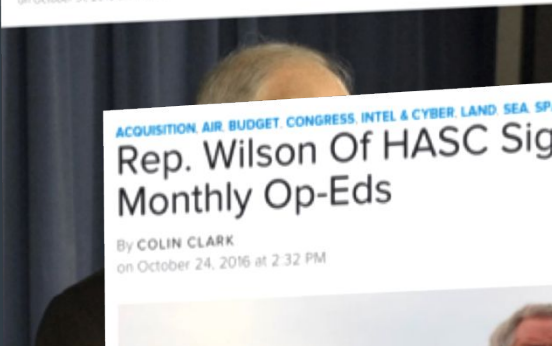 ACQUISITION, AIR, BUDGET, CONGRESS, INTEL & CYBER, LAND, SEA,
Rep. Wilson Of HASC
Monthly Op-Eds
By COLIN CLARK
on October 24, 2016 at 2:32 PM